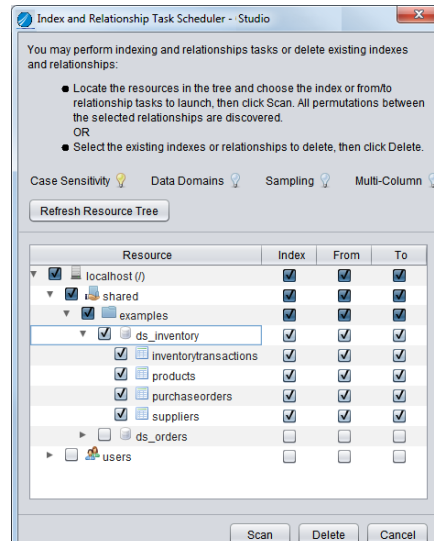 Index and Relationship Task Scheduler - Studio
You may perform indexing and relationships tasks or delete existing indexes
and relationships:
● Locate the resources in the tree and choose the index or from/to
relationship tasks to launch, then click Scan. All permutations between
the selected relationships are discovered.
OR
● Select the existing indexes or relationships to delete, then click Delete.
Case Sensitivity Data Domains Sampling Multi-Column
Refresh Resource Tree
Resource Index From To
localhost (/)
shared
examples
ds_inventory
inventorytransactions
products
purchaseorders
suppliers
ds_orders
users
Scan Delete Cancel